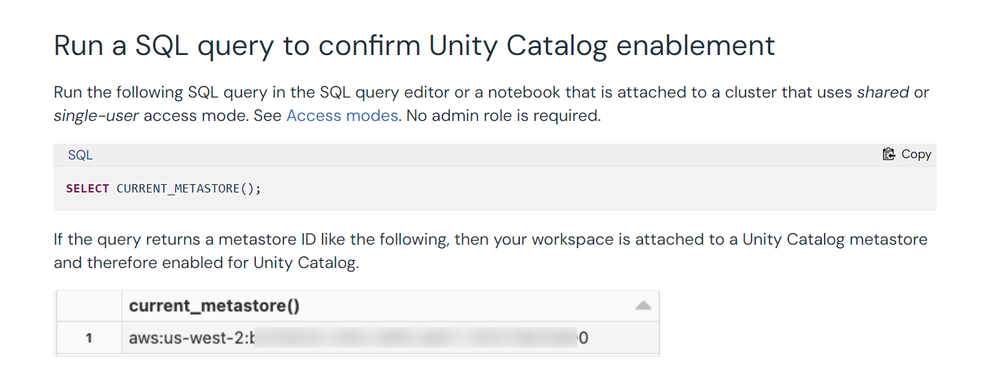 Run a SQL query to confirm Unity Catalog enablement
Run the following SQL query in the SQL query editor or a notebook that is attached to a cluster that uses shared or
single-user access mode. See Access modes. No admin role is required.
SQL
Copy
SELECT CURRENT_METASTORE();
If the query returns a metastore ID like the following, then your workspace is attached to a Unity Catalog metastore
and therefore enabled for Unity Catalog.
current_metastore()
1 aws:us-west-2: